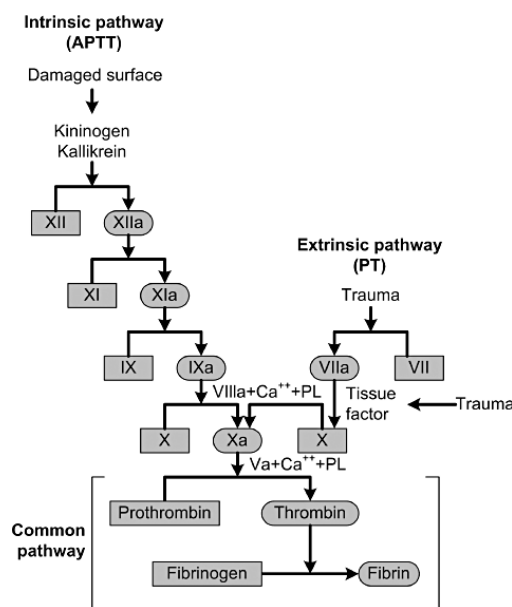 Intrinsic pathway
(APTT)
Damaged surface
Kininogen
Kallikrein
XII
XIIa
Extrinsic pathway
(PT)
XI
XIa
Trauma
IX
IXa
VIIa
VII
VIIIa+Ca+++PL
Tissue
factor
Trauma
X
Xa
X
Va+Ca+++PL
Common
pathway
Prothrombin
Thrombin
Fibrinogen
Fibrin